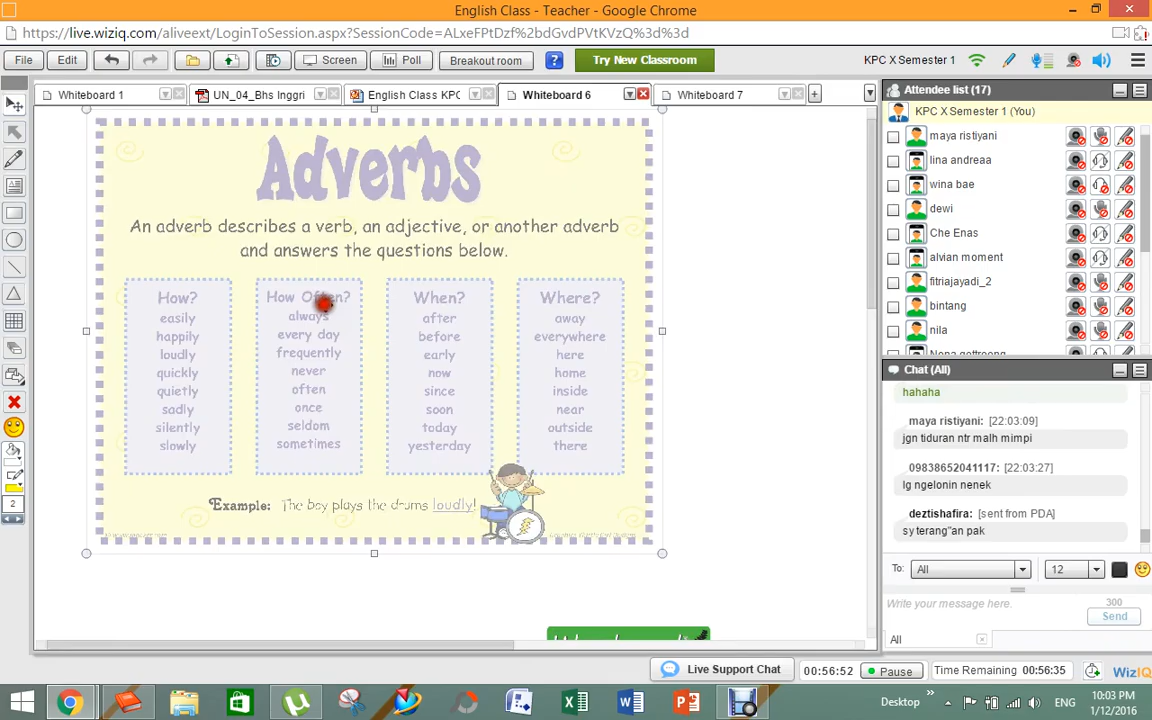 English Class - Teacher - Google Chrome
https://live.wiziq.com/aliveext/LoginToSession.aspx?SessionCode=ALxeFPtDzf%2bdGvdPVtKVzQ%3d%3d
File Edit Screen Poll Breakout room ? Try New Classroom KPC X Semester 1
Whiteboard 1 UN_04_Bhs Inggri English Class KPC Whiteboard 6 Whiteboard 7
Adverbs
An adverb describes a verb, an adjective, or another adverb
and answers the questions below.
How?
easily
happily
loudly
quickly
quietly
sadly
silently
slowly
How Often?
always
every day
frequently
never
often
once
seldom
sometimes
When?
after
before
early
now
since
soon
today
yesterday
Where?
away
everywhere
here
home
inside
near
outside
there
Example: The boy plays the drums loudly!
2
Attendee list (17)
KPC X Semester 1 (You)
maya ristiyani
lina andreaa
wina bae
dewi
Che Enas
alvian moment
fitriajayadi_2
bintang
nila
Chat (All)
hahaha
maya ristiyani: [22:03:09]
jgn tiduran ntr malh mimpi
09838652041117: [22:03:27]
lg ngelonin nenek
deztishafira: [sent from PDA]
sy terang"an pak
To: All 12
Write your message here. 300
Send
All
Live Support Chat 00:56:52 Pause Time Remaining 00:56:35 WizIQ
Desktop ENG 10:03 PM
1/12/2016